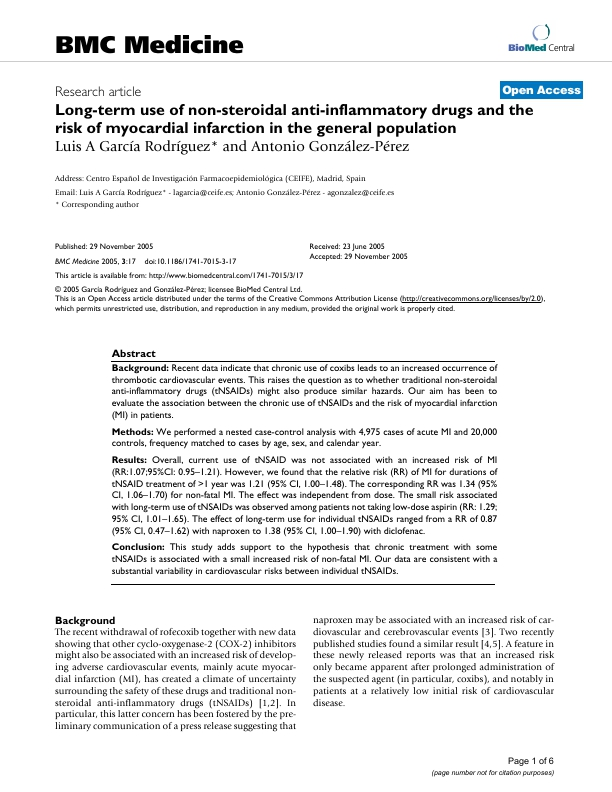 BMC Medicine
BioMed Central
Open Access
Research article
Long-term use of non-steroidal anti-inflammatory drugs and the
risk of myocardial infarction in the general population
Luis A García Rodríguez* and Antonio González-Pérez
Address: Centro Español de Investigación Farmacoepidemiológica (CEIFE), Madrid, Spain
Email: Luis A García Rodríguez* - lagarcia@ceife.es; Antonio González-Pérez - agonzalez@ceife.es
* Corresponding author
Published: 29 November 2005
BMC Medicine 2005, 3:17 doi:10.1186/1741-7015-3-17
Received: 23 June 2005
Accepted: 29 November 2005
This article is available from: http://www.biomedcentral.com/1741-7015/3/17
© 2005 García Rodríguez and González-Pérez; licensee BioMed Central Ltd.
This is an Open Access article distributed under the terms of the Creative Commons Attribution License (http://creativecommons.org/licenses/by/2.0),
which permits unrestricted use, distribution, and reproduction in any medium, provided the original work is properly cited.
Abstract
Background: Recent data indicate that chronic use of coxibs leads to an increased occurrence of
thrombotic cardiovascular events. This raises the question as to whether traditional non-steroidal
anti-inflammatory drugs (tNSAIDs) might also produce similar hazards. Our aim has been to
evaluate the association between the chronic use of tNSAIDs and the risk of myocardial infarction
(MI) in patients.
Methods: We performed a nested case-control analysis with 4,975 cases of acute MI and 20,000
controls, frequency matched to cases by age, sex, and calendar year.
Results: Overall, current use of tNSAID was not associated with an increased risk of MI
(RR:1.07;95%CI: 0.95–1.21). However, we found that the relative risk (RR) of MI for durations of
tNSAID treatment of >1 year was 1.21 (95% CI, 1.00–1.48). The corresponding RR was 1.34 (95%
CI, 1.06–1.70) for non-fatal MI. The effect was independent from dose. The small risk associated
with long-term use of tNSAIDs was observed among patients not taking low-dose aspirin (RR: 1.29;
95% CI, 1.01–1.65). The effect of long-term use for individual tNSAIDs ranged from a RR of 0.87
(95% CI, 0.47–1.62) with naproxen to 1.38 (95% CI, 1.00–1.90) with diclofenac.
Conclusion: This study adds support to the hypothesis that chronic treatment with some
tNSAIDs is associated with a small increased risk of non-fatal MI. Our data are consistent with a
substantial variability in cardiovascular risks between individual tNSAIDs.
Background
The recent withdrawal of rofecoxib together with new data
showing that other cyclo-oxygenase-2 (COX-2) inhibitors
might also be associated with an increased risk of develop-
ing adverse cardiovascular events, mainly acute myocar-
dial infarction (MI), has created a climate of uncertainty
surrounding the safety of these drugs and traditional non-
steroidal anti-inflammatory drugs (tNSAIDs) [1,2]. In
particular, this latter concern has been fostered by the pre-
liminary communication of a press release suggesting that
naproxen may be associated with an increased risk of car-
diovascular and cerebrovascular events [3]. Two recently
published studies found a similar result [4,5]. A feature in
these newly released reports was that an increased risk
only became apparent after prolonged administration of
the suspected agent (in particular, coxibs), and notably in
patients at a relatively low initial risk of cardiovascular
disease.
Page 1 of 6
(page number not for citation purposes)